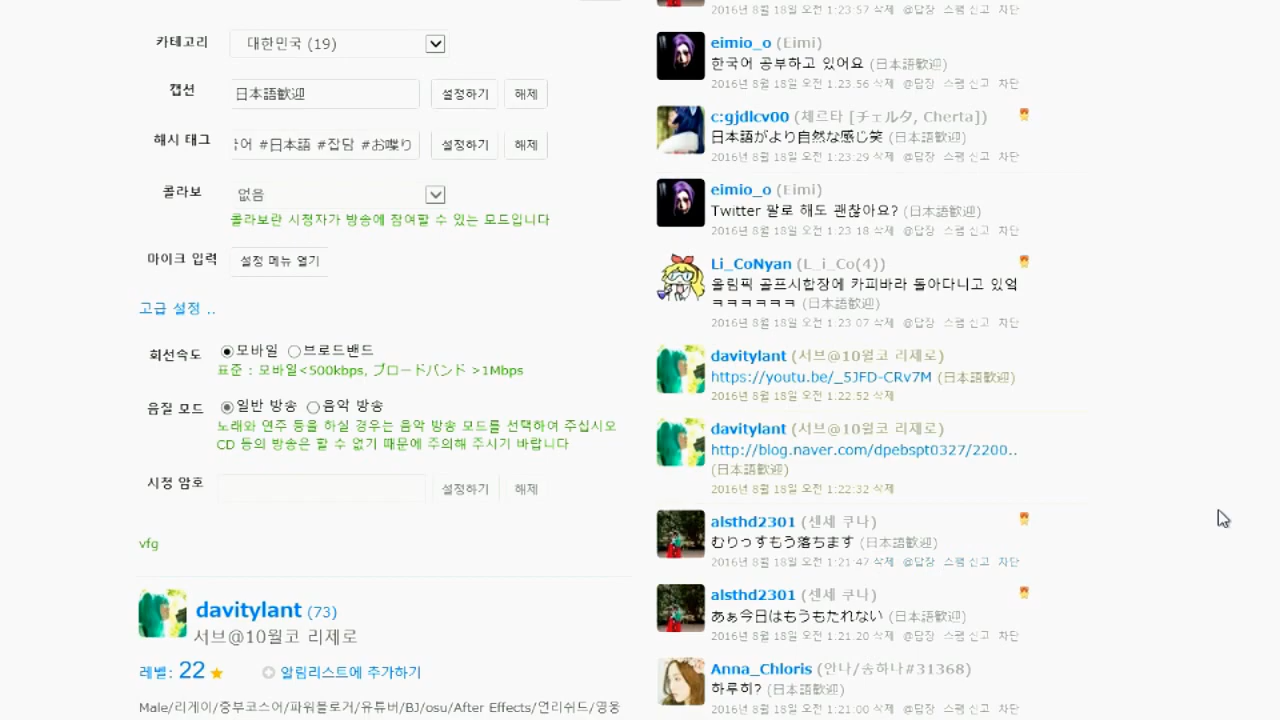 카테고리
대한민국 (19)
캡션
日本語歓迎
설정하기
해제
해시 태그
#日本語 #잡담 #お喋り
설정하기
해제
콜라보
없음
콜라보란 시청자가 방송에 참여할 수 있는 모드입니다
마이크 입력
설정 메뉴 열기
고급 설정 ..
회선속도
모바일 브로드밴드
표준 : 모바일<500kbps, ブロードバンド >1Mbps
음질 모드
일반 방송 음악 방송
노래와 연주 등을 하실 경우는 음악 방송 모드를 선택하여 주십시오
CD 등의 방송은 할 수 없기 때문에 주의해 주시기 바랍니다
시청 암호
설정하기
해제
vfg
davitylant (73)
서브@10월코 리제로
레벨: 22
알림리스트에 추가하기
Male/리게이/중부코스어/파워블로거/유튜버/BJ/osu/After Effects/언리쉬드/영웅
2016년 8월 18일 오전 1:23:57 삭제 @답장 스팸 신고 차단
eimio_o (Eimi)
한국어 공부하고 있어요 (日本語歓迎)
2016년 8월 18일 오전 1:23:56 삭제 @답장 스팸 신고 차단
c:gjdlcv00 (체르타 [チェルタ, Cherta])
日本語がより自然な感じ笑 (日本語歓迎)
2016년 8월 18일 오전 1:23:29 삭제 @답장 스팸 신고 차단
eimio_o (Eimi)
Twitter 팔로 해도 괜찮아요? (日本語歓迎)
2016년 8월 18일 오전 1:23:18 삭제 @답장 스팸 신고 차단
Li_CoNyan (L_i_Co(4))
올림픽 골프시합장에 카피바라 돌아다니고 있엌
ㅋㅋㅋㅋㅋㅋ (日本語歓迎)
2016년 8월 18일 오전 1:23:07 삭제 @답장 스팸 신고 차단
davitylant (서브@10월코 리제로)
https://youtu.be/_5JFD-CRv7M (日本語歓迎)
2016년 8월 18일 오전 1:22:52 삭제
davitylant (서브@10월코 리제로)
http://blog.naver.com/dpebspt0327/2200..
(日本語歓迎)
2016년 8월 18일 오전 1:22:32 삭제
alsthd2301 (센세 쿠나)
むりっすもう落ちます (日本語歓迎)
2016년 8월 18일 오전 1:21:47 삭제 @답장 스팸 신고 차단
alsthd2301 (센세 쿠나)
あぁ今日はもうもたれない (日本語歓迎)
2016년 8월 18일 오전 1:21:20 삭제 @답장 스팸 신고 차단
Anna_Chloris (안나/송하나#31368)
하루히? (日本語歓迎)
2016년 8월 18일 오전 1:21:00 삭제 @답장 스팸 신고 차단